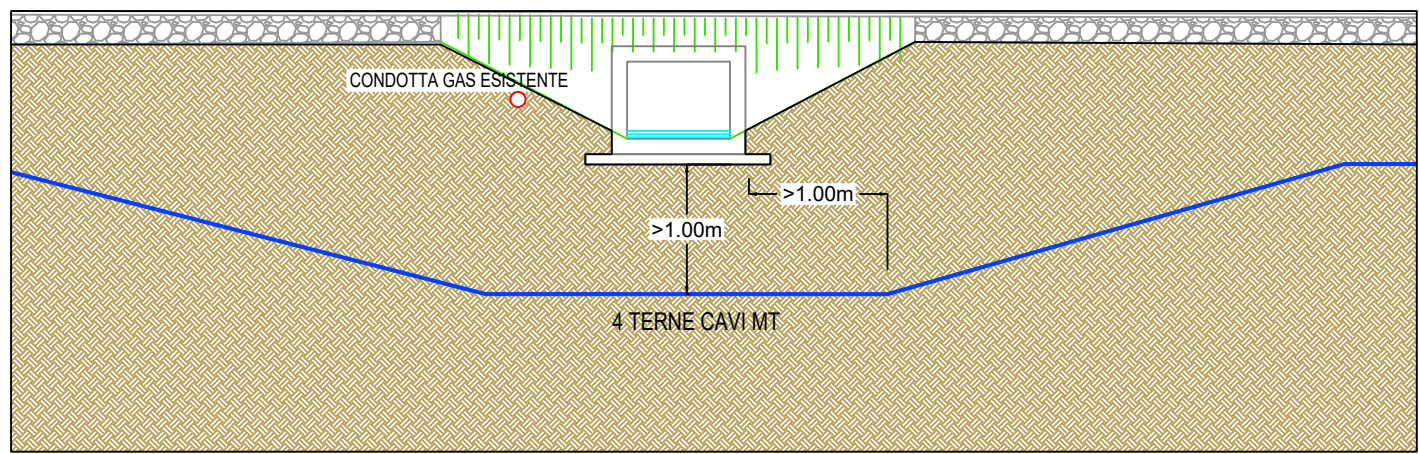 CONDOTTA GAS ESISTENTE
>1.00m
>1.00m
4 TERNE CAVI MT